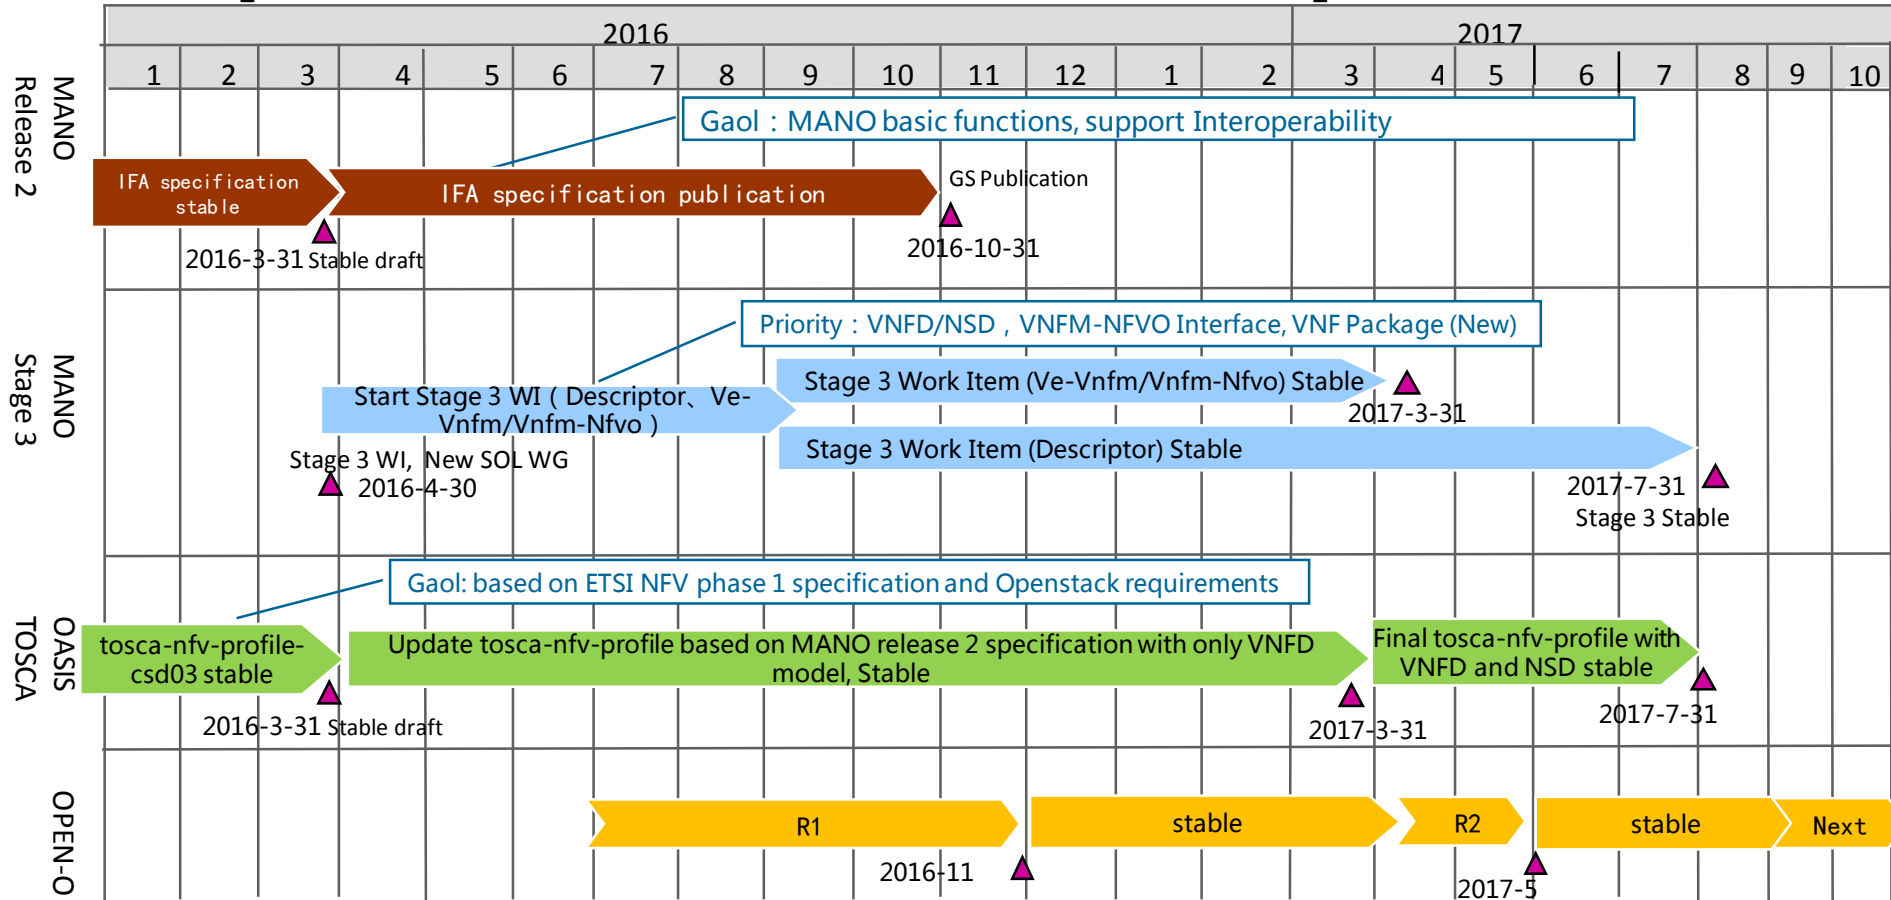 2016
2017
1 2 3 4 5 6 7 8 9 10 11 12 1 2 3 4 5 6 7 8 9 10
MANO
Release 2
Gaol：MANO basic functions, support Interoperability
IFA specification
stable
IFA specification publication
GS Publication
2016-3-31 Stable draft
2016-10-31
MANO
Stage 3
Priority：VNFD/NSD，VNFM-NFVO Interface, VNF Package (New)
Start Stage 3 WI（Descriptor、Ve-
Vnfm/Vnfm-Nfvo）
Stage 3 Work Item (Ve-Vnfm/Vnfm-Nfvo) Stable
2017-3-31
Stage 3 Work Item (Descriptor) Stable
Stage 3 WI, New SOL WG
2016-4-30
2017-7-31
Stage 3 Stable
OASIS
TOSCA
Gaol: based on ETSI NFV phase 1 specification and Openstack requirements
tosca-nfv-profile-
csd03 stable
Update tosca-nfv-profile based on MANO release 2 specification with only VNFD
model, Stable
Final tosca-nfv-profile with
VNFD and NSD stable
2016-3-31 Stable draft
2017-3-31
2017-7-31
OPEN-O
R1
stable
R2
stable
Next
2016-11
2017-5